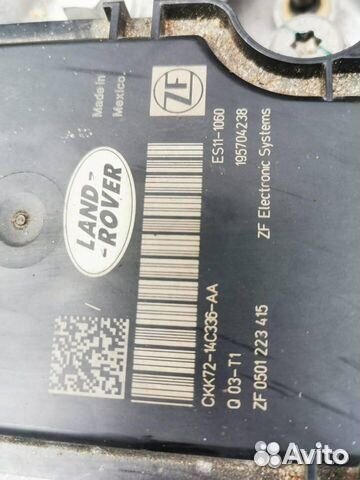 Made in
Mexico.
ZF
LAND-
-ROVER
ES11-1060
195704238
ZF Electronic Systems
CKK72-14C336-AA
Q 03-T1
ZF 0501 223 415
Avito